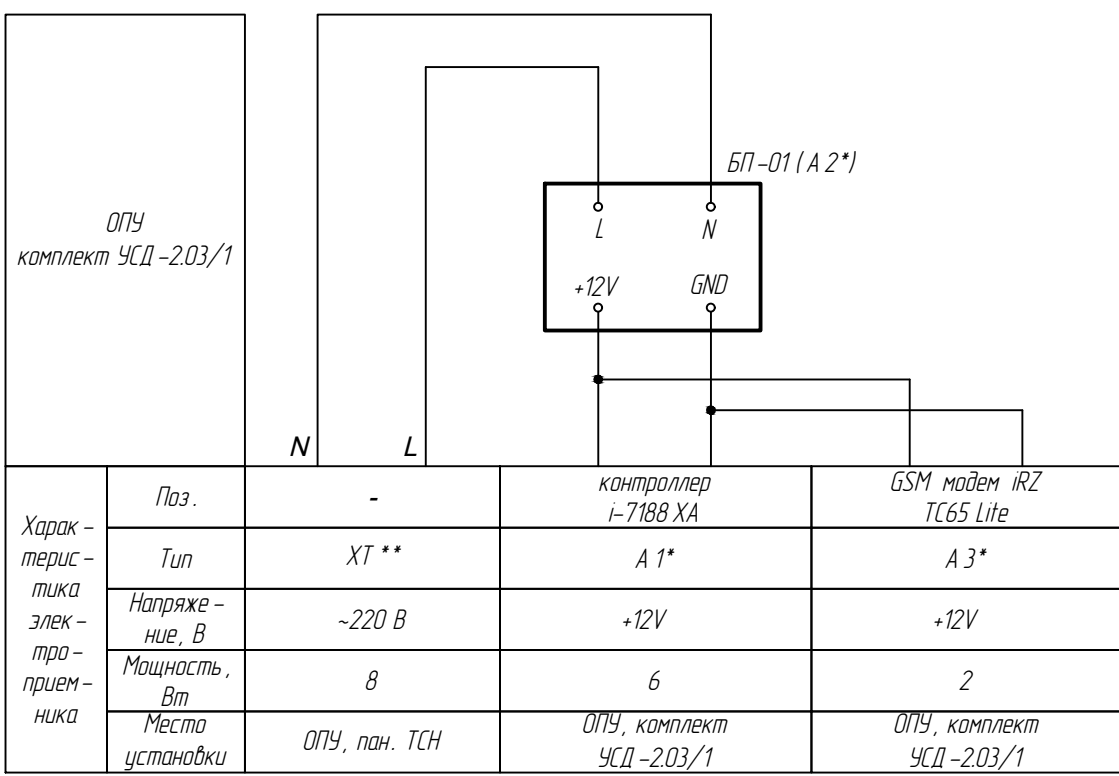 БП-01 (А 2*)
ОПУ
комплект УСД-2.03/1
L N
+12V GND
N L
Харак-
терис-
тика
элек-
тро-
прием-
ника
Поз. - контроллер
i-7188 XA
GSM модем iRZ
TC65 Lite
Тип XT ** А 1* А 3*
Напряже-
ние, В
~220 В +12V +12V
Мощность,
Вт
8 6 2
Место
установки
ОПУ, пан. ТСН
ОПУ, комплект
УСД-2.03/1
ОПУ, комплект
УСД-2.03/1